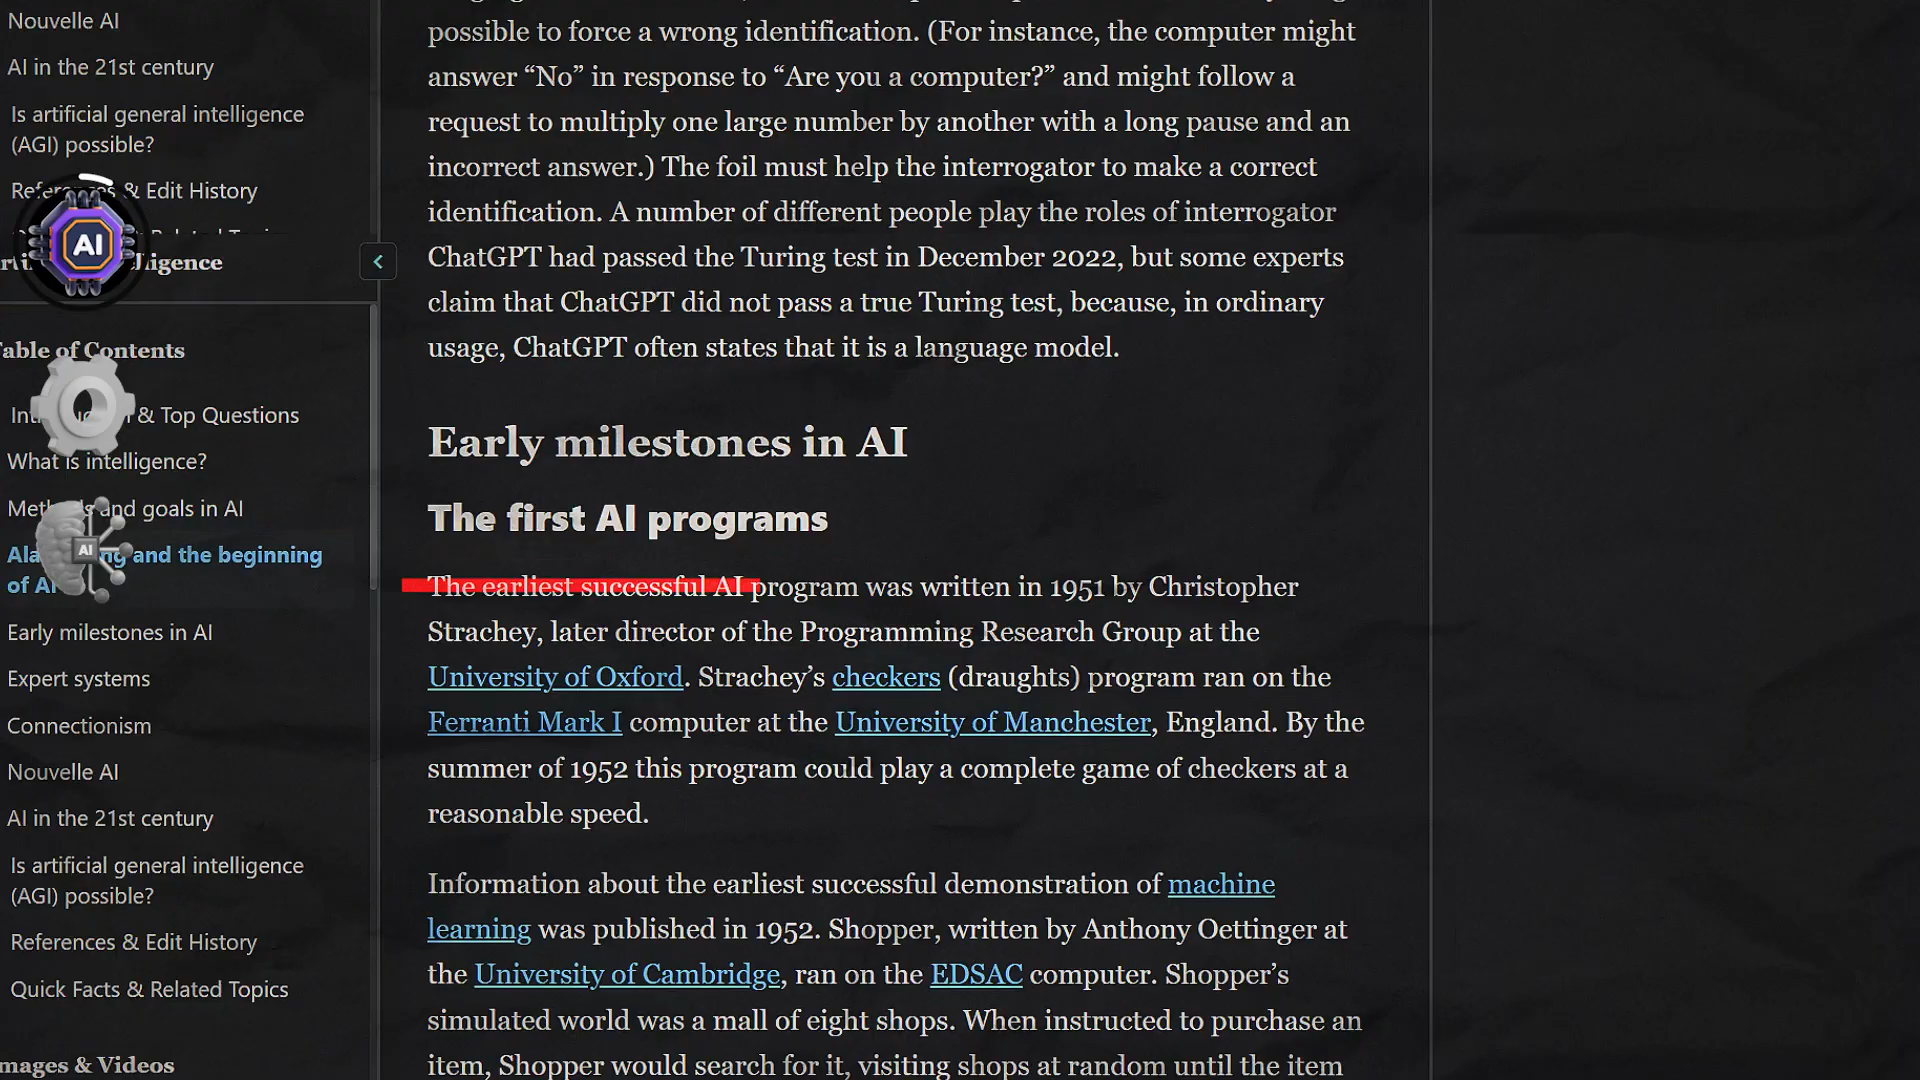 Nouvelle AI
AI in the 21st century
Is artificial general intelligence
(AGI) possible?
References & Edit History
AI
Table of Contents
& Top Questions
What is intelligence?
and goals in AI
and the beginning
of AI
AI
Early milestones in AI
Expert systems
Connectionism
Nouvelle AI
AI in the 21st century
Is artificial general intelligence
(AGI) possible?
References & Edit History
Quick Facts & Related Topics
& Videos
possible to force a wrong identification. (For instance, the computer might
answer “No” in response to “Are you a computer?” and might follow a
request to multiply one large number by another with a long pause and an
incorrect answer.) The foil must help the interrogator to make a correct
identification. A number of different people play the roles of interrogator
ChatGPT had passed the Turing test in December 2022, but some experts
claim that ChatGPT did not pass a true Turing test, because, in ordinary
usage, ChatGPT often states that it is a language model.
Early milestones in AI
The first AI programs
The earliest successful AI program was written in 1951 by Christopher
Strachey, later director of the Programming Research Group at the
University of Oxford. Strachey’s checkers (draughts) program ran on the
Ferranti Mark I computer at the University of Manchester, England. By the
summer of 1952 this program could play a complete game of checkers at a
reasonable speed.
Information about the earliest successful demonstration of machine
learning was published in 1952. Shopper, written by Anthony Oettinger at
the University of Cambridge, ran on the EDSAC computer. Shopper’s
simulated world was a mall of eight shops. When instructed to purchase an
item, Shopper would search for it, visiting shops at random until the item